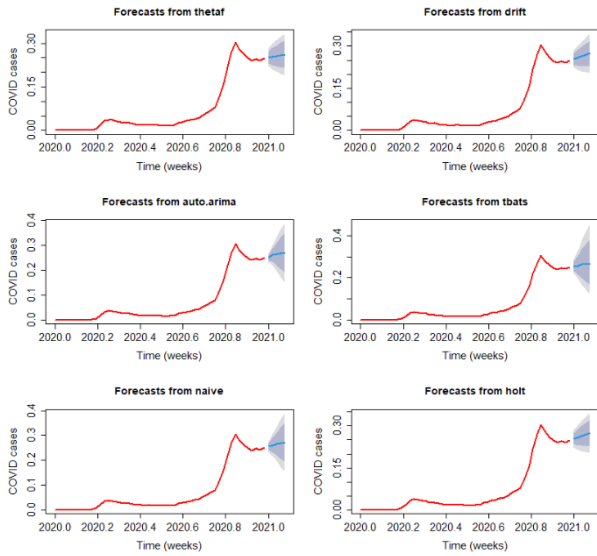 Forecasts from thetaf
COVID cases
0.00 0.15 0.30
2020.0 2020.2 2020.4 2020.6 2020.8 2021.0
Time (weeks)
Forecasts from drift
COVID cases
0.00 0.15 0.30
2020.0 2020.2 2020.4 2020.6 2020.8 2021.0
Time (weeks)
Forecasts from auto.arima
COVID cases
0.0 0.1 0.2 0.3 0.4
2020.0 2020.2 2020.4 2020.6 2020.8 2021.0
Time (weeks)
Forecasts from tbats
COVID cases
0.0 0.2 0.4
2020.0 2020.2 2020.4 2020.6 2020.8 2021.0
Time (weeks)
Forecasts from naive
COVID cases
0.0 0.1 0.2 0.3 0.4
2020.0 2020.2 2020.4 2020.6 2020.8 2021.0
Time (weeks)
Forecasts from holt
COVID cases
0.00 0.15 0.30
2020.0 2020.2 2020.4 2020.6 2020.8 2021.0
Time (weeks)